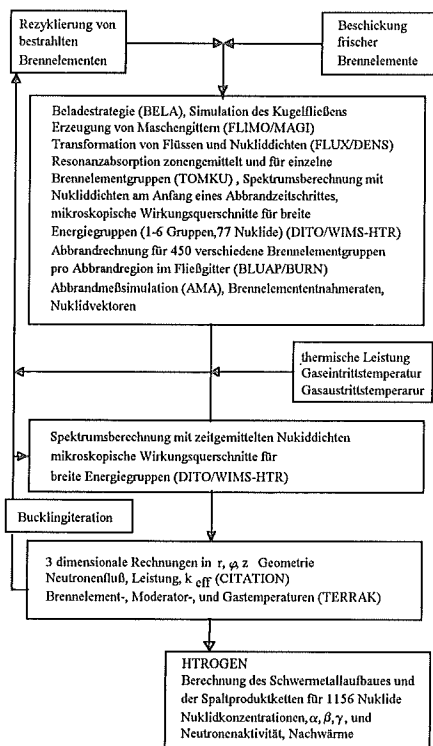 Rezyklierung von
bestrahlten
Brennelementen
Beschickung
frischer
Brennelemente
Beladestrategie (BELA), Simulation des Kugelfließens
Erzeugung von Maschengittern (FLIMO/MAGI)
Transformation von Flüssen und Nukliddichten (FLUX/DENS)
Resonanzabsorption zonengemittelt und für einzelne
Brennelementgruppen (TOMKU) , Spektrumsberechnung mit
Nukliddichten am Anfang eines Abbrandzeitschrittes,
mikroskopische Wirkungsquerschnitte für breite
Energiegruppen (1-6 Gruppen,77 Nuklide) (DITO/WIMS-HTR)
Abbrandrechnung für 450 verschiedene Brennelementgruppen
pro Abbrandregion im Fließgitter (BLUAP/BURN)
Abbrandmeßsimulation (AMA), Brennelemententnahmeraten,
Nuklidvektoren
thermische Leistung
Gaseintrittstemperatur
Gasaustrittstemperarur
Spektrumsberechnung mit zeitgemittelten Nukiddichten
mikroskopische Wirkungsquerschnitte für
breite Energiegruppen (DITO/WIMS-HTR)
Bucklingiteration
3 dimensionale Rechnungen in r, φ, z Geometrie
Neutronenfluß, Leistung, k eff (CITATION)
Brennelement-, Moderator-, und Gastemperaturen (TERRAK)
HTROGEN
Berechnung des Schwermetallaufbaues und
der Spaltproduktketten für 1156 Nuklide
Nuklidkonzentrationen, α, β, γ, und
Neutronenaktivität, Nachwärme